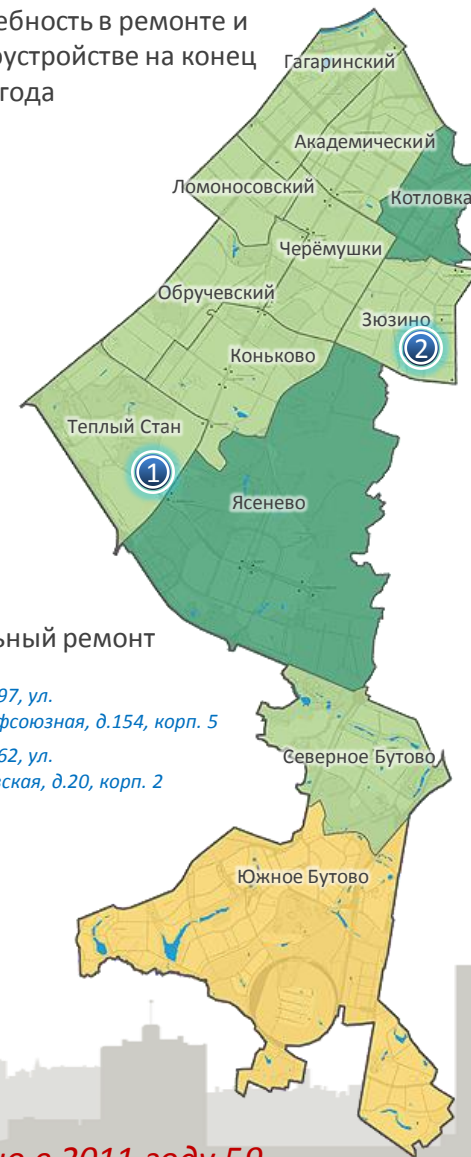 ебность в ремонте и
оустройстве на конец
года
Гагаринский
Академический
Ломоносовский
Котловка
Черёмушки
Обручевский
Зюзино
2
Коньково
Теплый Стан
1
Ясенево
ьный ремонт
97, ул.
фсоюзная, д.154, корп. 5
62, ул.
вская, д.20, корп. 2
Северное Бутово
Южное Бутово
о в 2011 году 59